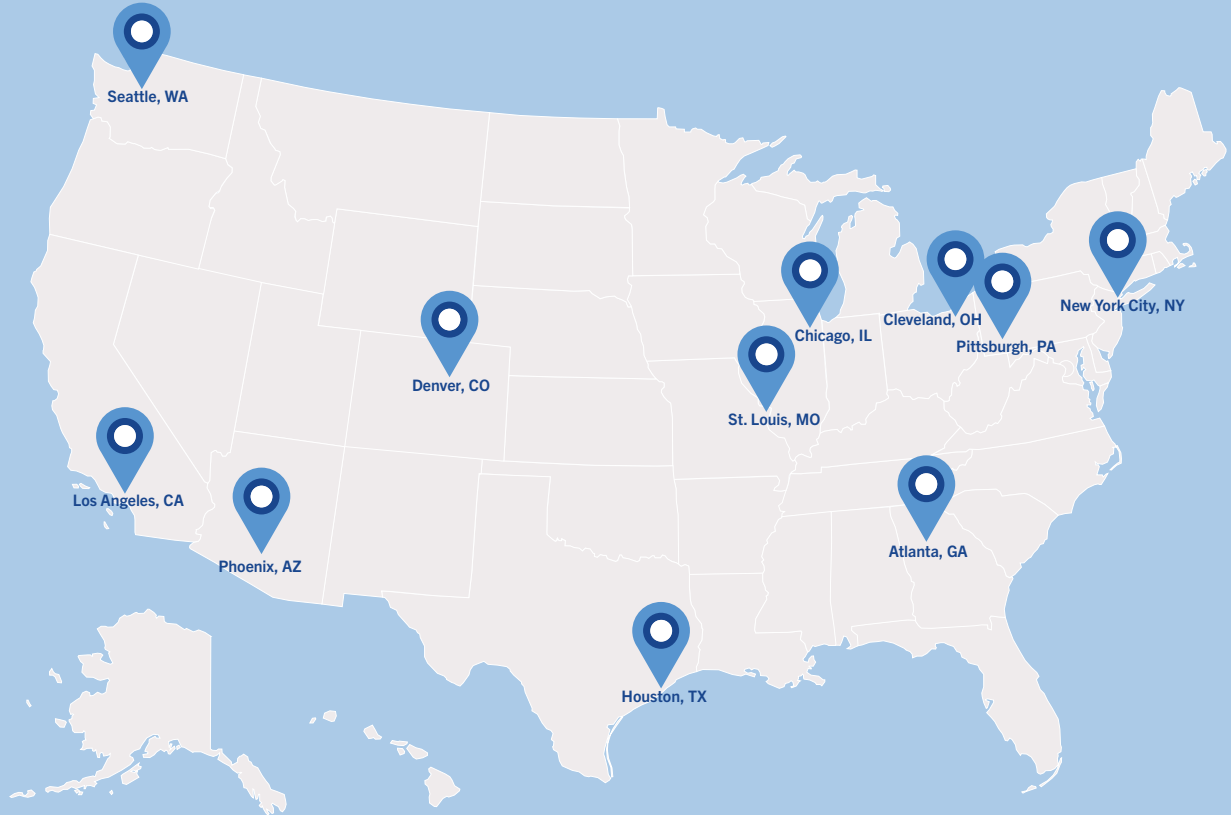 Seattle, WA
New York City, NY
Cleveland, OH
Chicago, IL
Pittsburgh, PA
Denver, CO
St. Louis, MO
Los Angeles, CA
Atlanta, GA
Phoenix, AZ
Houston, TX